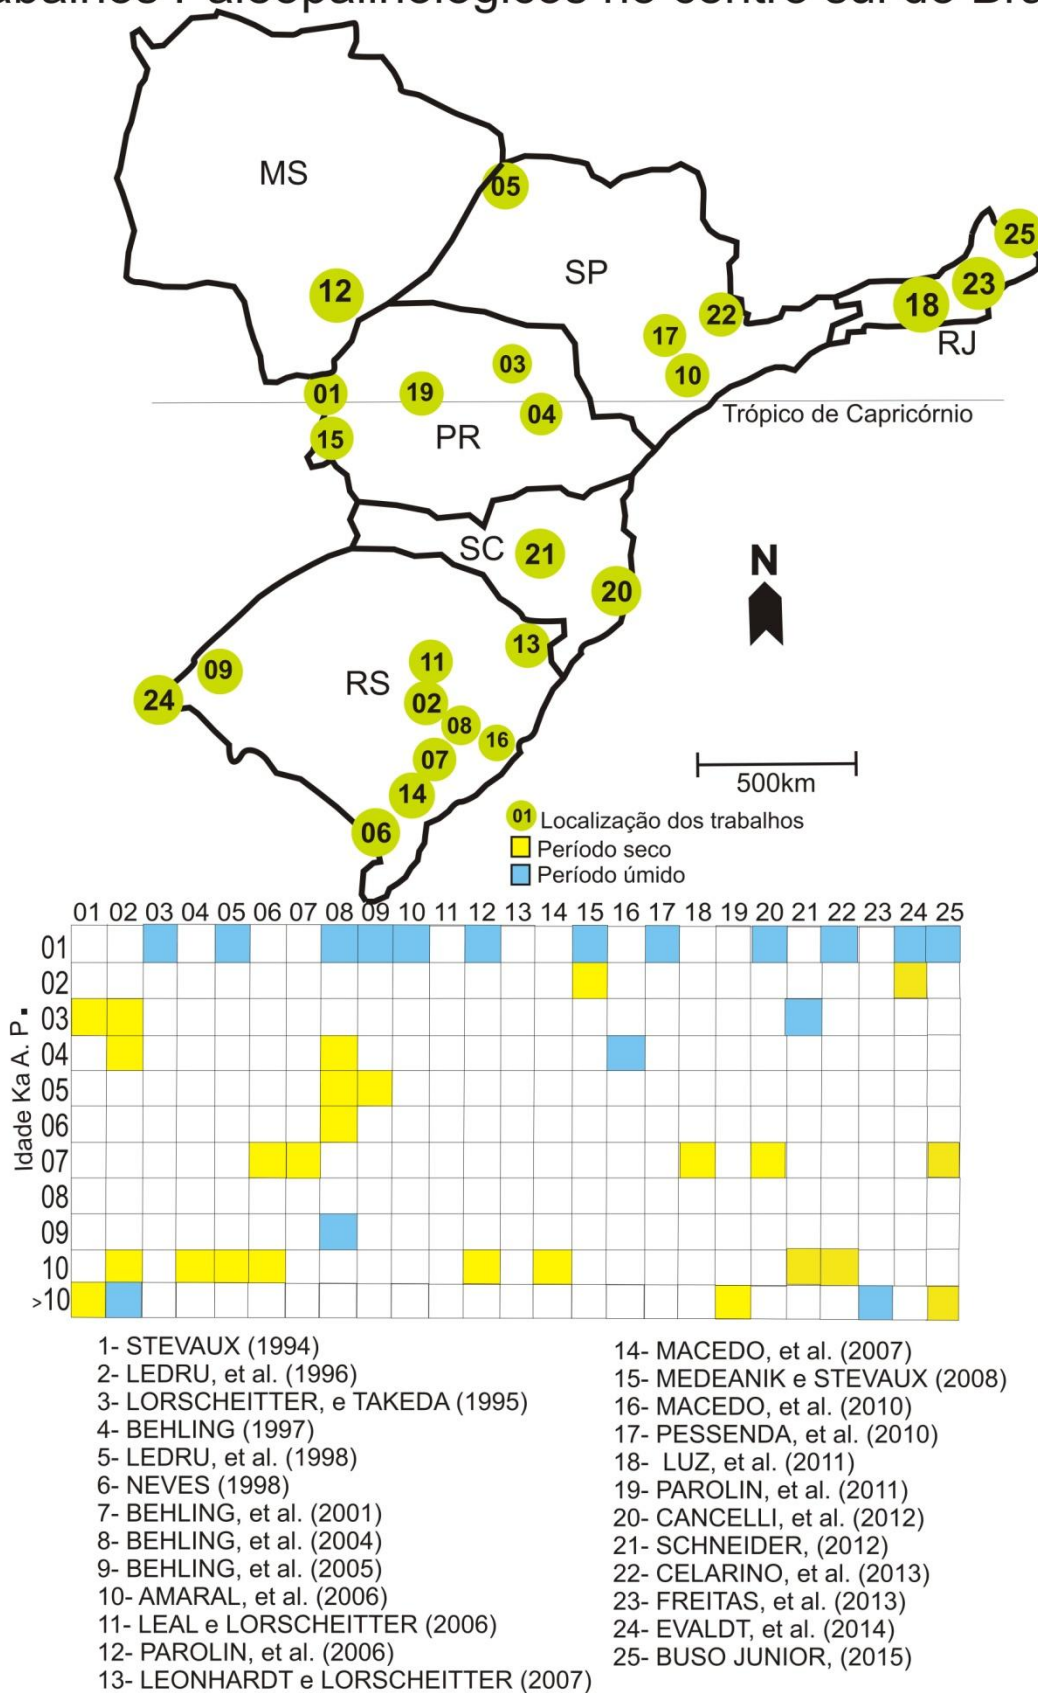 MS
05
SP
25
12
23
18
22
17
RJ
03
10
01
19
04
Trópico de Capricórnio
15
PR
SC
21
N
20
13
11
09
RS
24
02
08
16
07
500km
14
06
01 Localização dos trabalhos
Período seco
Período úmido
01 02 03 04 05 06 07 08 09 10 11 12 13 14 15 16 17 18 19 20 21 22 23 24 25
Idade Ka A. P.
01
02
03
04
05
06
07
08
09
10
>10
1- STEVAUX (1994)
2- LEDRU, et al. (1996)
3- LORSCHEITTER, e TAKEDA (1995)
4- BEHLING (1997)
5- LEDRU, et al. (1998)
6- NEVES (1998)
7- BEHLING, et al. (2001)
8- BEHLING, et al. (2004)
9- BEHLING, et al. (2005)
10- AMARAL, et al. (2006)
11- LEAL e LORSCHEITTER (2006)
12- PAROLIN, et al. (2006)
13- LEONHARDT e LORSCHEITTER (2007)
14- MACEDO, et al. (2007)
15- MEDEANIK e STEVAUX (2008)
16- MACEDO, et al. (2010)
17- PESSENDA, et al. (2010)
18- LUZ, et al. (2011)
19- PAROLIN, et al. (2011)
20- CANCELLI, et al. (2012)
21- SCHNEIDER, (2012)
22- CELARINO, et al. (2013)
23- FREITAS, et al. (2013)
24- EVALDT, et al. (2014)
25- BUSO JUNIOR, (2015)